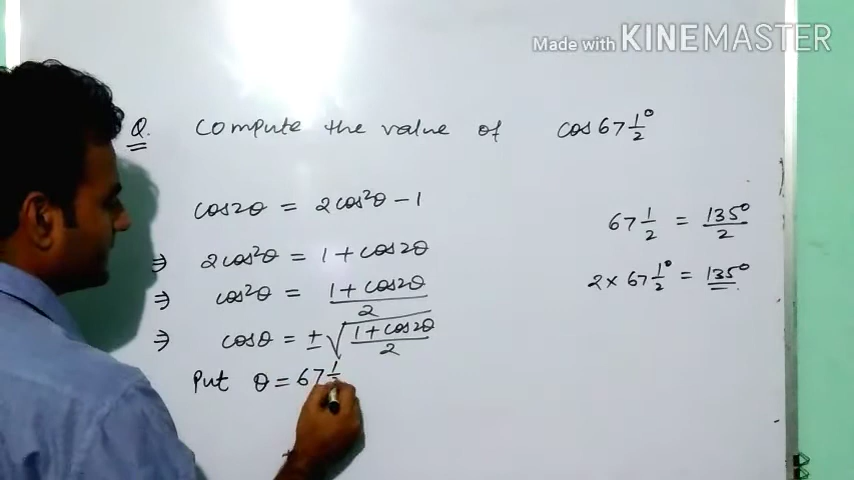 Made with KINEMASTER
Q. Compute the value of cos 67 1/2°
cos2θ = 2cos²θ - 1
⇒ 2cos²θ = 1 + cos2θ
⇒ cos²θ = (1 + cos2θ)/2
⇒ cosθ = ±√((1 + cos2θ)/2)
Put θ = 67 1/
67 1/2 = 135°/2
2 × 67 1/2° = 135°